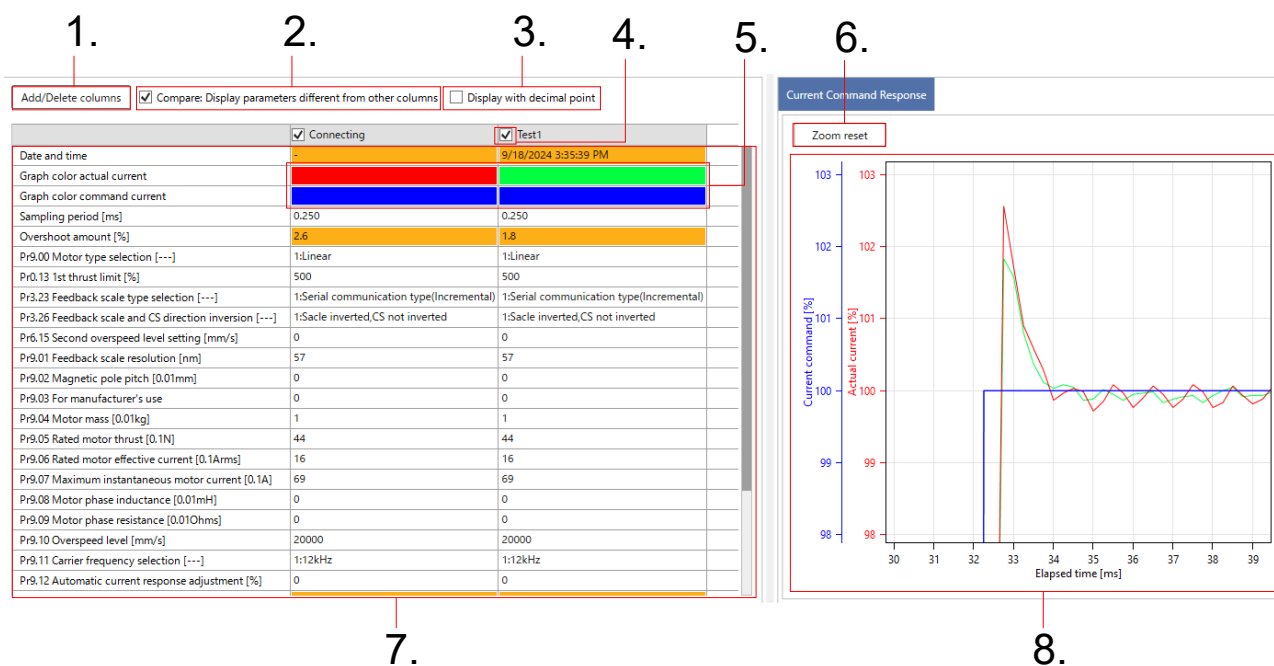 1.
2.
3.
4.
5.
6.
Add/Delete columns
Compare: Display parameters different from other columns
Display with decimal point
Connecting Test1
Date and time - 9/18/2024 3:35:39 PM
Graph color actual current
Graph color command current
Sampling period [ms] 0.250 0.250
Overshoot amount [%] 2.6 1.8
Pr9.00 Motor type selection [---] 1:Linear 1:Linear
Pr0.13 1st thrust limit [%] 500 500
Pr3.23 Feedback scale type selection [---] 1:Serial communication type(Incremental) 1:Serial communication type(Incremental)
Pr3.26 Feedback scale and CS direction inversion [---] 1:Sacle inverted,CS not inverted 1:Sacle inverted,CS not inverted
Pr6.15 Second overspeed level setting [mm/s] 0 0
Pr9.01 Feedback scale resolution [nm] 57 57
Pr9.02 Magnetic pole pitch [0.01mm] 0 0
Pr9.03 For manufacturer's use 0 0
Pr9.04 Motor mass [0.01kg] 1 1
Pr9.05 Rated motor thrust [0.1N] 44 44
Pr9.06 Rated motor effective current [0.1Arms] 16 16
Pr9.07 Maximum instantaneous motor current [0.1A] 69 69
Pr9.08 Motor phase inductance [0.01mH] 0 0
Pr9.09 Motor phase resistance [0.01Ohms] 0 0
Pr9.10 Overspeed level [mm/s] 20000 20000
Pr9.11 Carrier frequency selection [---] 1:12kHz 1:12kHz
Pr9.12 Automatic current response adjustment [%] 0 0
7.
Current Command Response
Zoom reset
103 103
102 102
101 101
100 100
99 99
98 98
Current command [%]
Actual current [%]
30 31 32 33 34 35 36 37 38 39
Elapsed time [ms]
8.